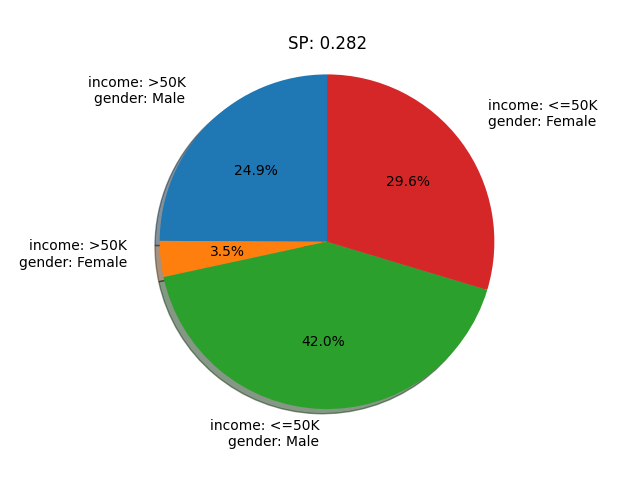 SP: 0.282
income: >50K
gender: Male
income: <=50K
gender: Female
24.9%
29.6%
income: >50K
gender: Female
3.5%
42.0%
income: <=50K
gender: Male